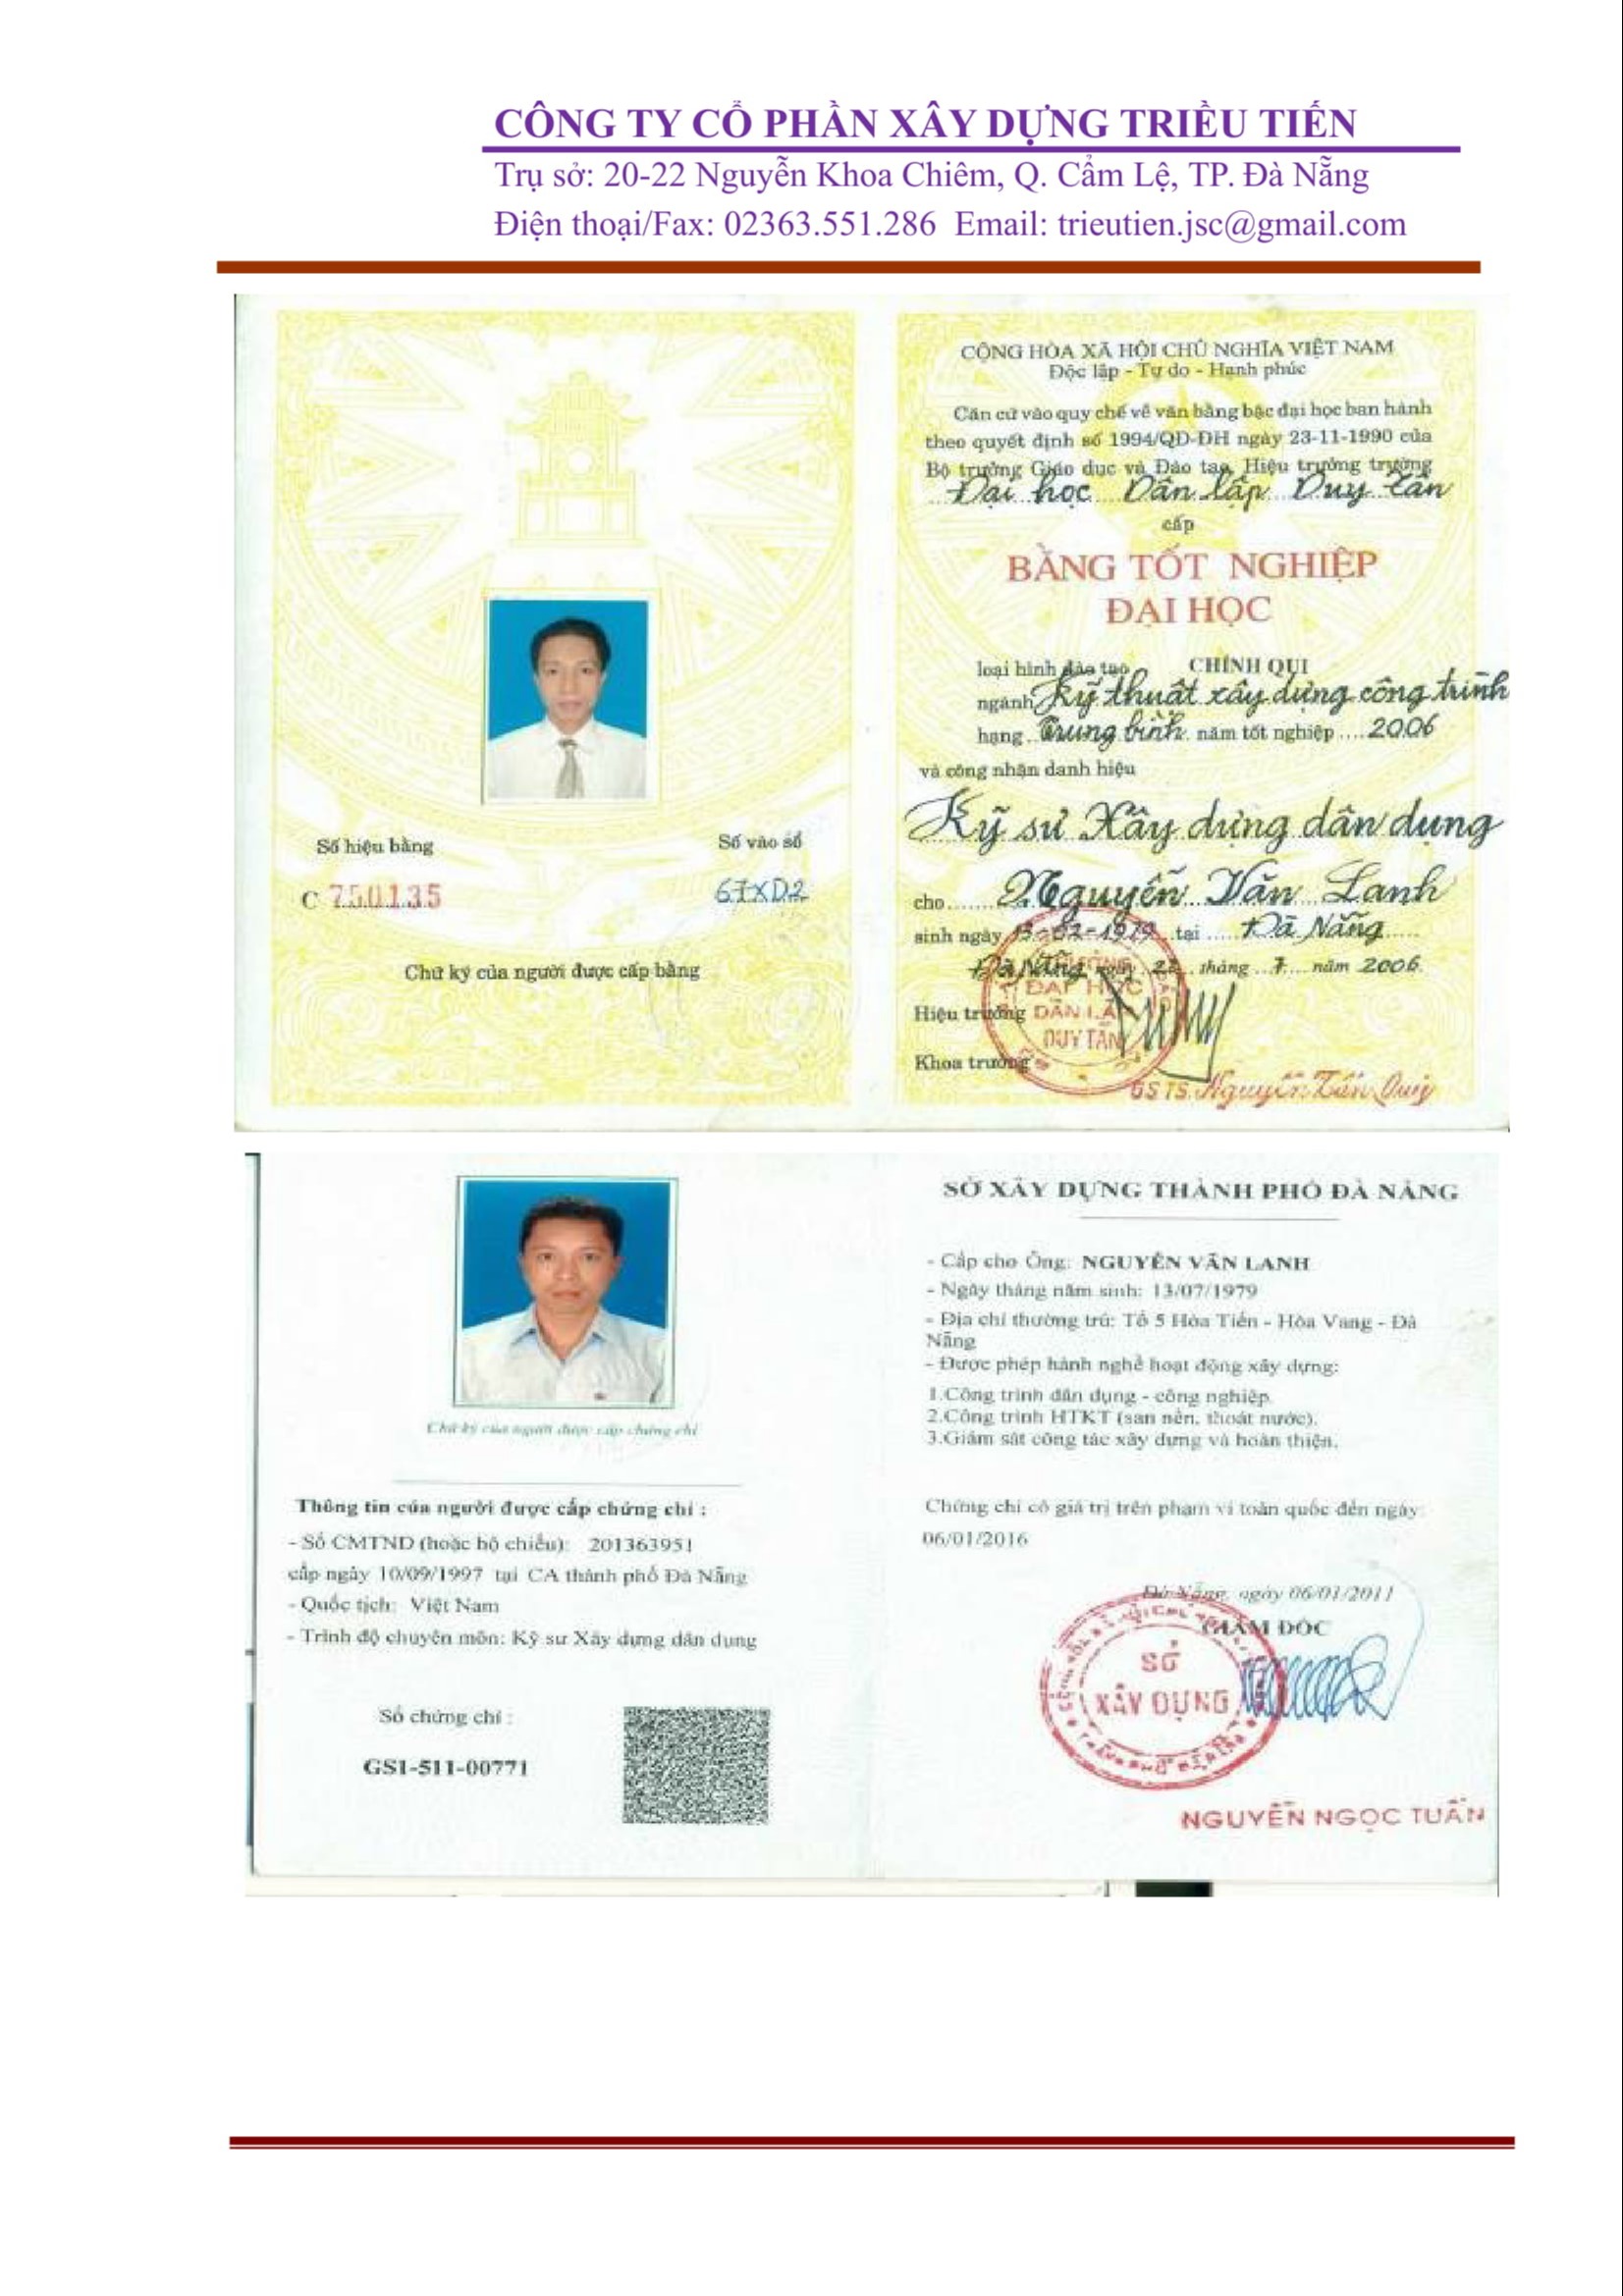 CÔNG TY CỔ PHẦN XÂY DỰNG TRIỀU TIẾN
Trụ sở: 20-22 Nguyễn Khoa Chiêm, Q. Cẩm Lệ, TP. Đà Nẵng
Điện thoại/Fax: 02363.551.286 Email: trieutien.jsc@gmail.com
CỘNG HÒA XÃ HỘI CHỦ NGHĨA VIỆT NAM
Độc lập - Tự do - Hạnh phúc
Căn cứ vào quy chế về văn bằng bậc đại học ban hành
theo quyết định số 1994/QD-ĐH ngày 23-11-1990 của
Bộ trưởng Giáo dục và Đào tạo, Hiệu trưởng trường
Đại học Dân lập Duy Tân
cấp
BẰNG TỐT NGHIỆP
ĐẠI HỌC
loại hình đào tạo CHÍNH QUI
ngành Kỹ thuật xây dựng công trình
hạng Trung bình năm tốt nghiệp 2006
và công nhận danh hiệu
Kỹ sư Xây dựng dân dụng
cho Nguyễn Văn Lanh
sinh ngày tại Đà Nẵng
Đà Nẵng ngày tháng 7 năm 2006
Hiệu trưởng
Khoa trưởng
ĐẠI HỌC
DÂN LẬP
DUY TÂN
GSTS. Nguyễn Tấn Quý
Số hiệu bằng
C 750135
Số vào sổ
67XD2
Chữ ký của người được cấp bằng
Chữ ký của người được cấp chứng chỉ
Thông tin của người được cấp chứng chỉ :
- Số CMTND (hoặc hộ chiếu): 201363951
cấp ngày 10/09/1997 tại CA thành phố Đà Nẵng
- Quốc tịch: Việt Nam
- Trình độ chuyên môn: Kỹ sư Xây dựng dân dụng
Số chứng chỉ :
GS1-511-00771
SỞ XÂY DỰNG THÀNH PHỐ ĐÀ NẴNG
- Cấp cho Ông: NGUYỄN VĂN LANH
- Ngày tháng năm sinh: 13/07/1979
- Địa chỉ thường trú: Tổ 5 Hòa Tiến - Hòa Vang - Đà
Nẵng
- Được phép hành nghề hoạt động xây dựng:
1.Công trình dân dụng - công nghiệp.
2.Công trình HTKT (san nền, thoát nước).
3.Giám sát công tác xây dựng và hoàn thiện.
Chứng chỉ có giá trị trên phạm vi toàn quốc đến ngày:
06/01/2016
Đà Nẵng, ngày 06/01/2011
GIÁM ĐỐC
SỞ
XÂY DỰNG
NGUYỄN NGỌC TUẤN